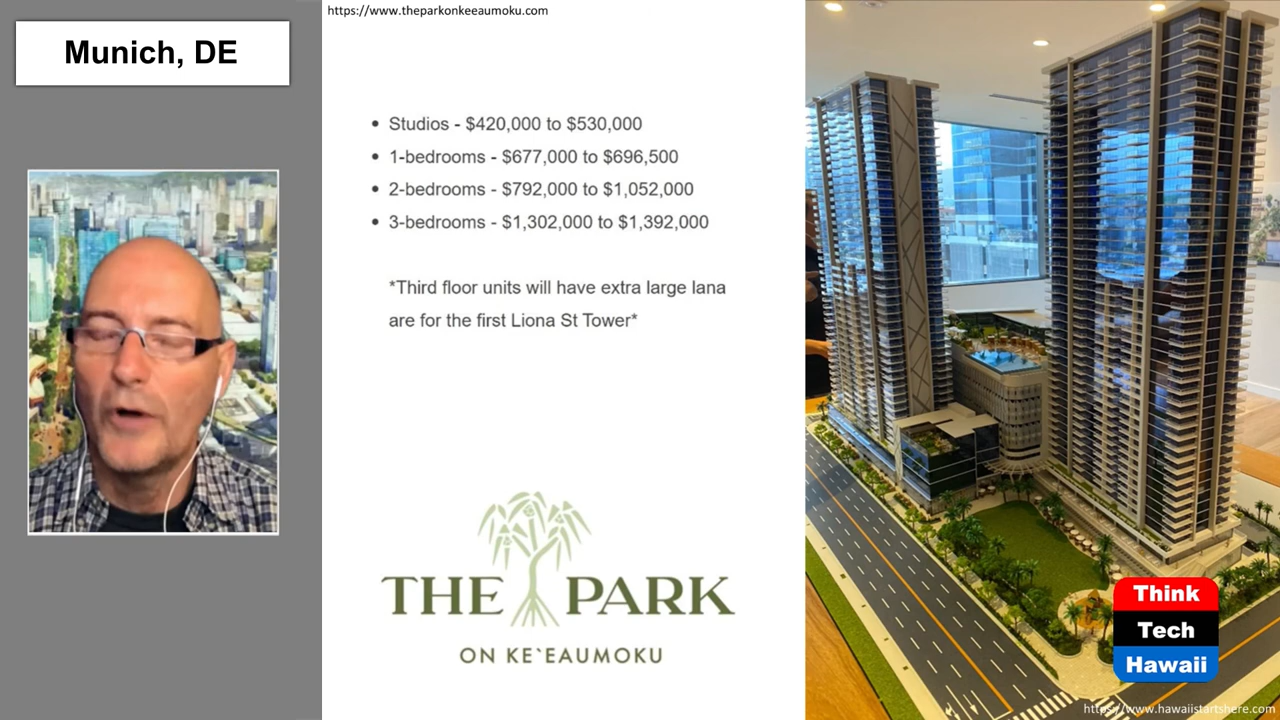 Munich, DE
https://www.theparkonkeeaumoku.com
• Studios - $420,000 to $530,000
• 1-bedrooms - $677,000 to $696,500
• 2-bedrooms - $792,000 to $1,052,000
• 3-bedrooms - $1,302,000 to $1,392,000
*Third floor units will have extra large lana
are for the first Liona St Tower*
THE PARK
ON KE`EAUMOKU
Think
Tech
Hawaii
https://www.hawaiistartshere.com